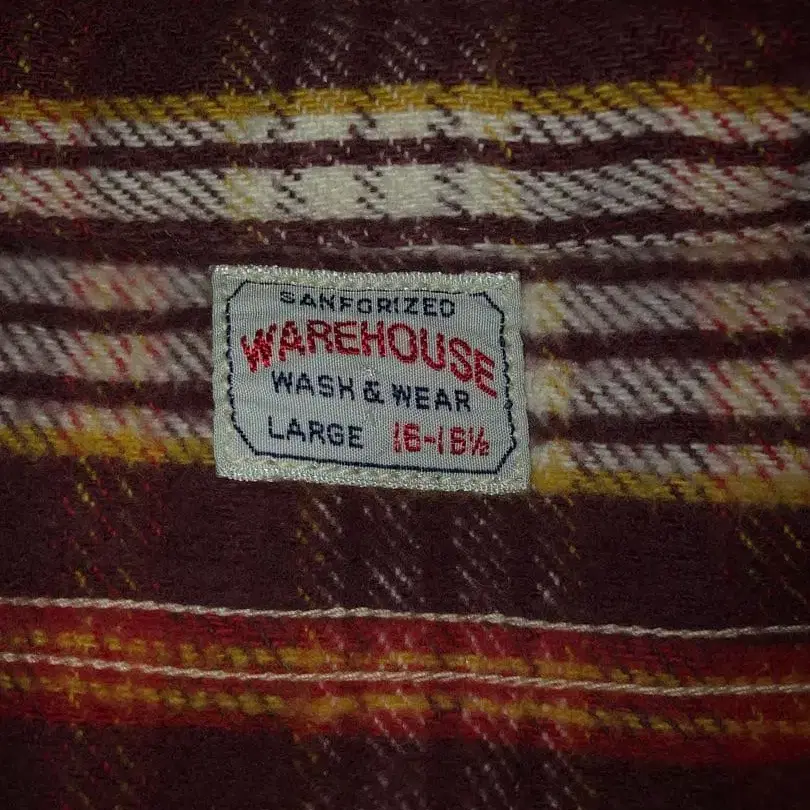 SANFORIZED
WAREHOUSE
WASH & WEAR
LARGE 16-16½